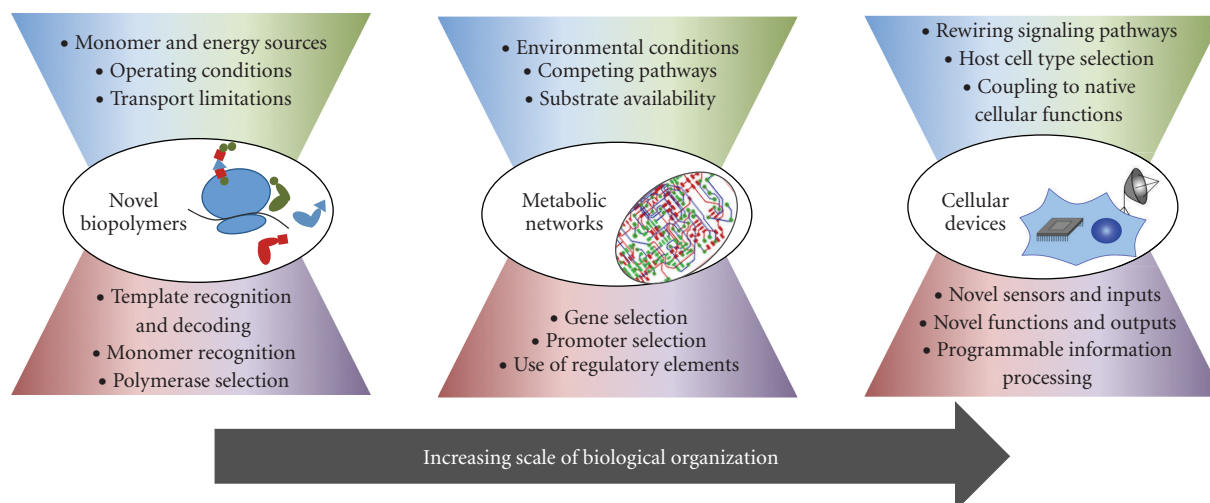 • Monomer and energy sources
• Operating conditions
• Transport limitations
Novel
biopolymers
• Template recognition
and decoding
• Monomer recognition
• Polymerase selection
• Environmental conditions
• Competing pathways
• Substrate availability
Metabolic
networks
• Gene selection
• Promoter selection
• Use of regulatory elements
• Rewiring signaling pathways
• Host cell type selection
• Coupling to native
cellular functions
Cellular
devices
• Novel sensors and inputs
• Novel functions and outputs
• Programmable information
processing
Increasing scale of biological organization